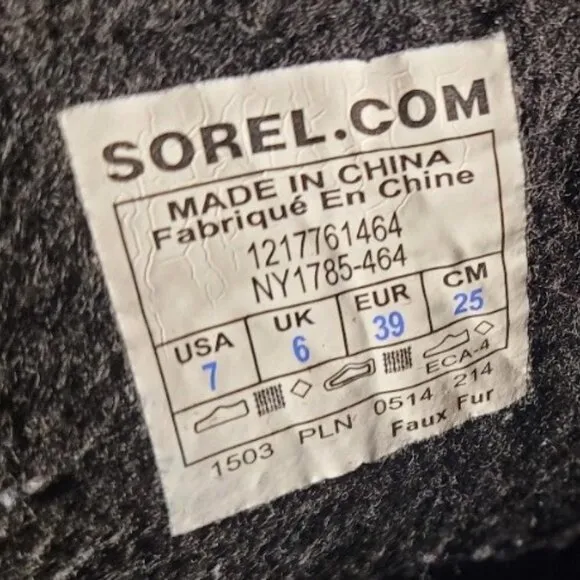 SOREL.COM
MADE IN CHINA
Fabriqué En Chine
1217761464
NY1785-464
USA UK EUR CM
7 6 39 25
ECA-4
1503 PLN 0514 214
Faux Fur